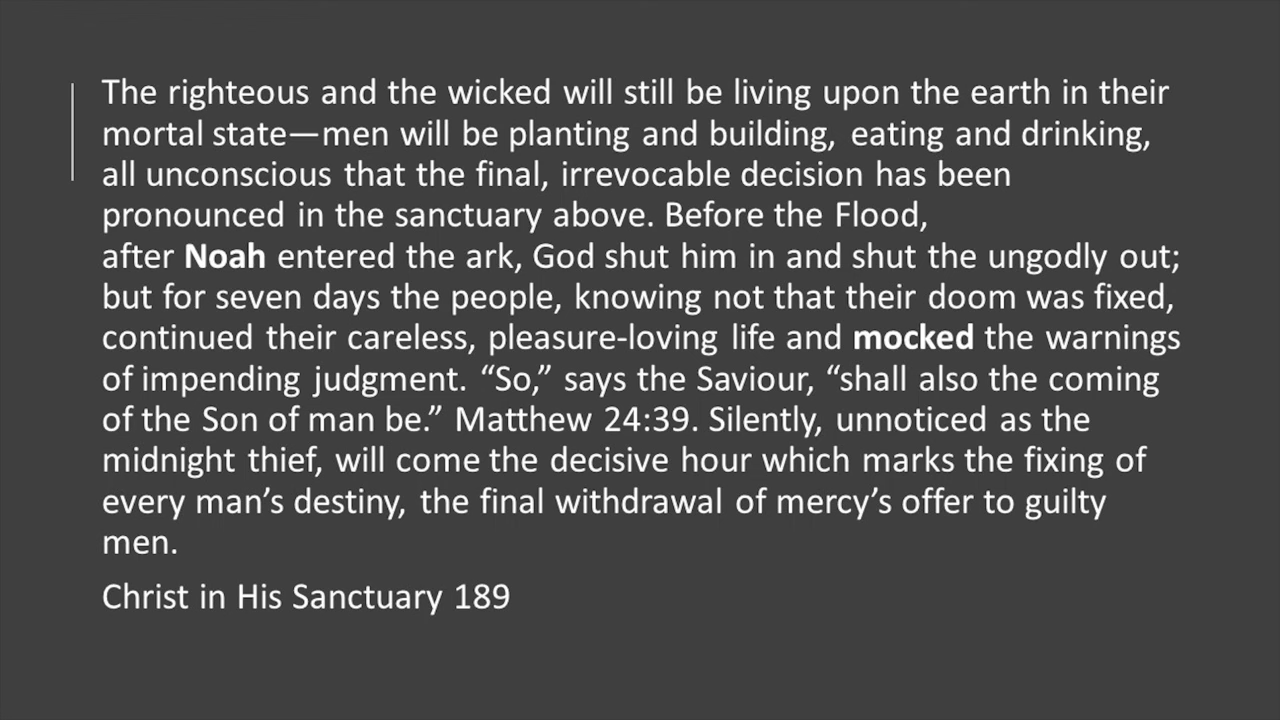 The righteous and the wicked will still be living upon the earth in their
mortal state—men will be planting and building, eating and drinking,
all unconscious that the final, irrevocable decision has been
pronounced in the sanctuary above. Before the Flood,
after Noah entered the ark, God shut him in and shut the ungodly out;
but for seven days the people, knowing not that their doom was fixed,
continued their careless, pleasure-loving life and mocked the warnings
of impending judgment. “So,” says the Saviour, “shall also the coming
of the Son of man be.” Matthew 24:39. Silently, unnoticed as the
midnight thief, will come the decisive hour which marks the fixing of
every man’s destiny, the final withdrawal of mercy’s offer to guilty
men.
Christ in His Sanctuary 189